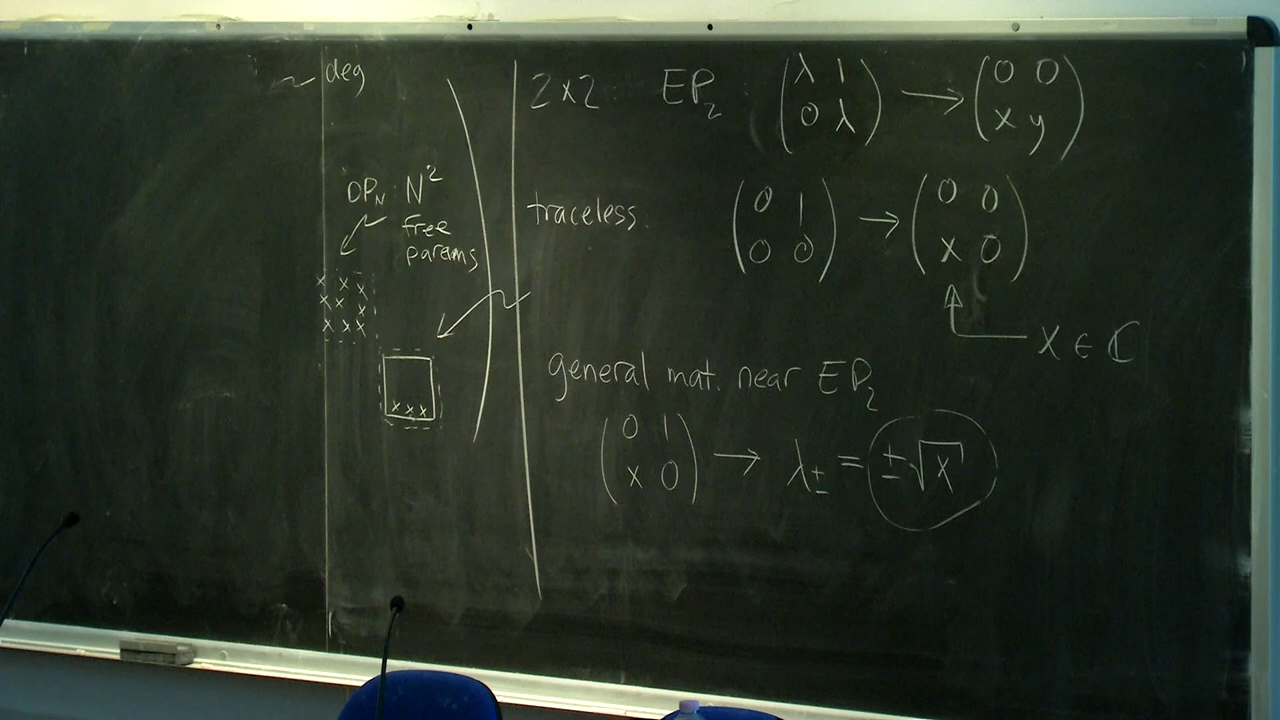 ~ deg
DP_N N²
free
params
x x x
x x x
x x x
x x x
2x2 EP₂ (λ 1; 0 λ) → (0 0; x y)
traceless: (0 1; 0 0) → (0 0; x 0)
x ∈ ℂ
general mat. near EP₂
(0 1; x 0) → λ± = ±√x